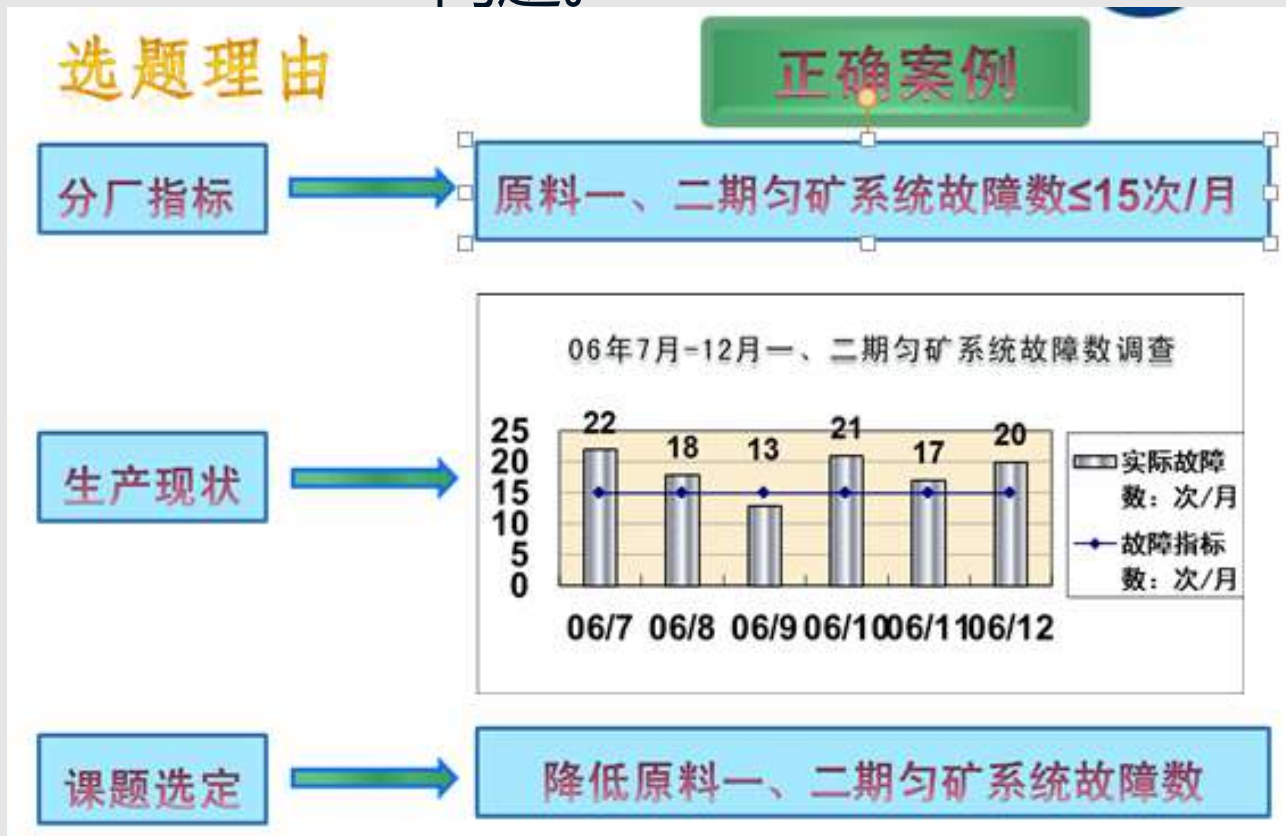 问题。
选题理由
正确案例
分厂指标
原料一、二期匀矿系统故障数≤15次/月
06年7月-12月一、二期匀矿系统故障数调查
生产现状
25
20
15
10
5
0
22
18
13
21
17
20
06/7
06/8
06/9
06/10
06/11
06/12
实际故障
数：次/月
故障指标
数：次/月
课题选定
降低原料一、二期匀矿系统故障数